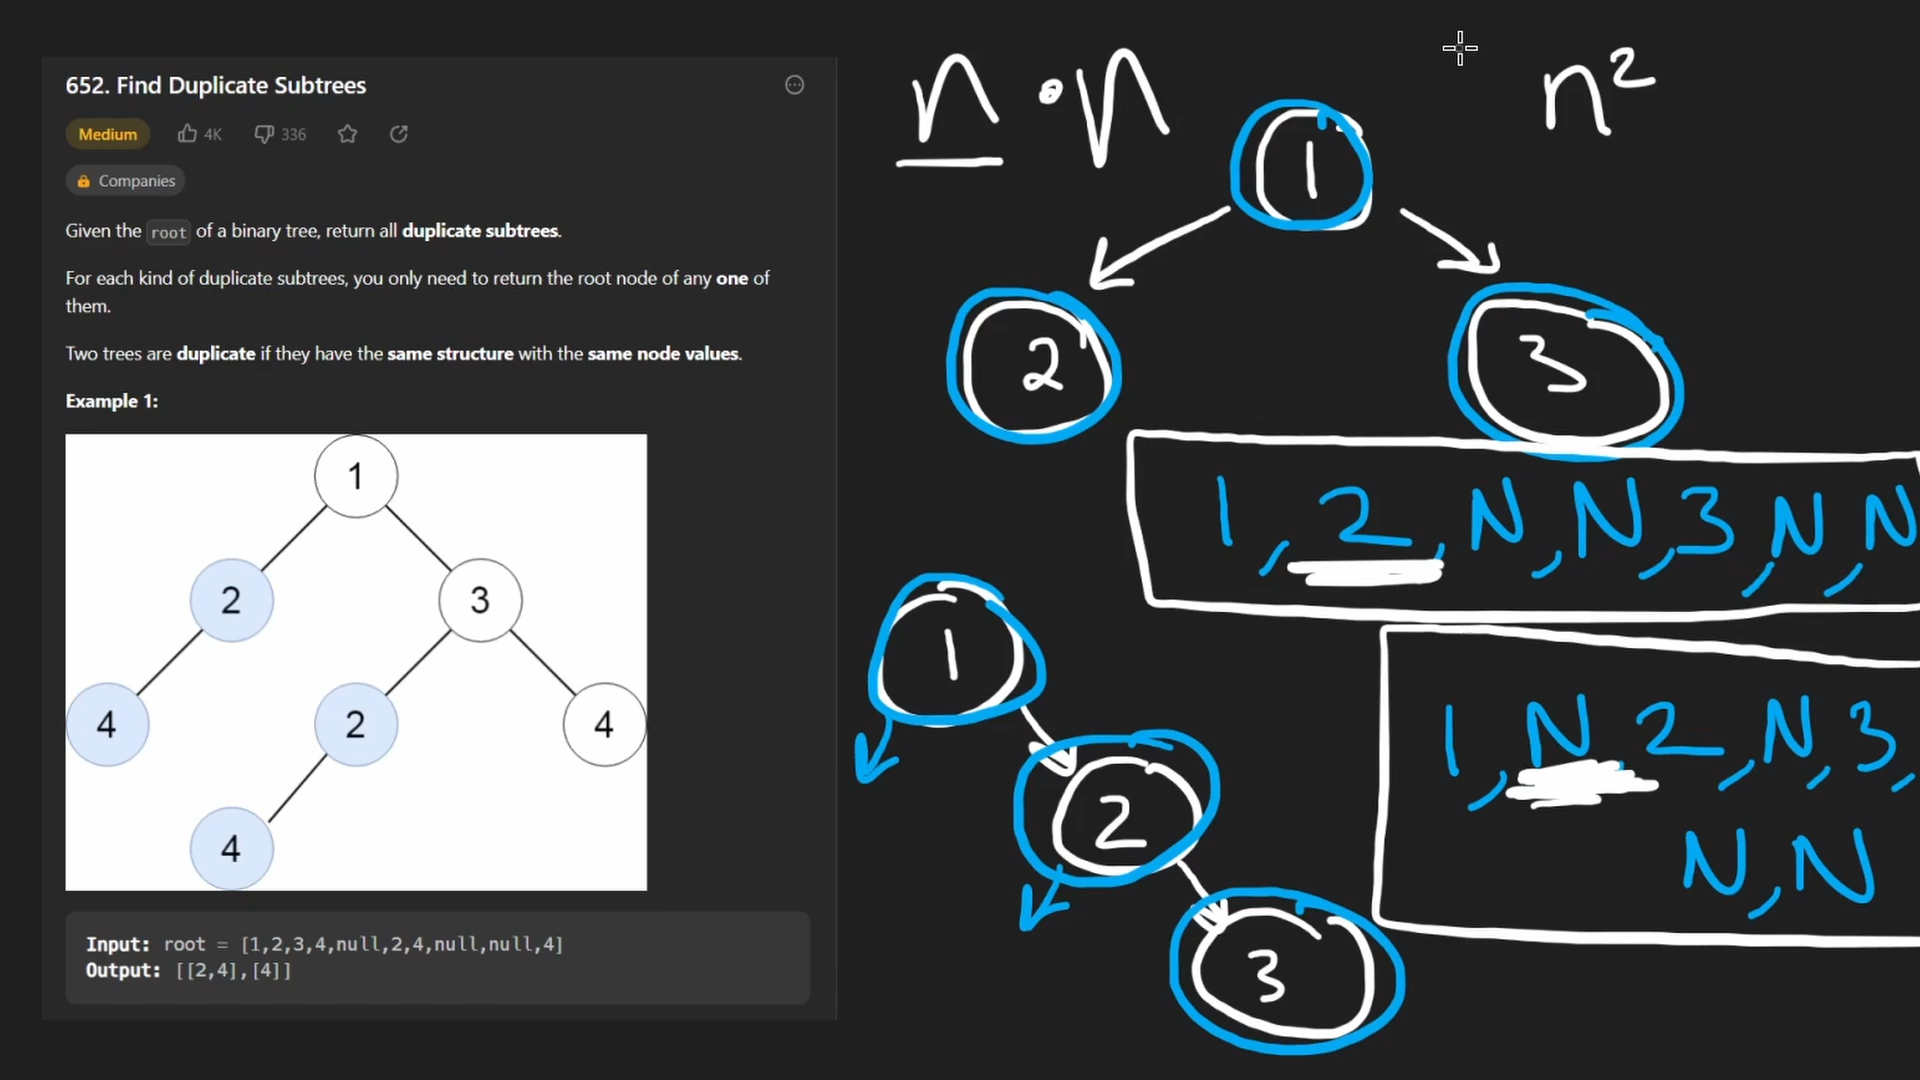 652. Find Duplicate Subtrees
Medium 4K 336
Companies
Given the root of a binary tree, return all duplicate subtrees.
For each kind of duplicate subtrees, you only need to return the root node of any one of
them.
Two trees are duplicate if they have the same structure with the same node values.
Example 1:
1
2 3
4 2 4
4
Input: root = [1,2,3,4,null,2,4,null,null,4]
Output: [[2,4],[4]]
n · n
n²
1
2 3
1,2,N,N,3,N,N
1
2
3
1,N,2,N,3,
N,N